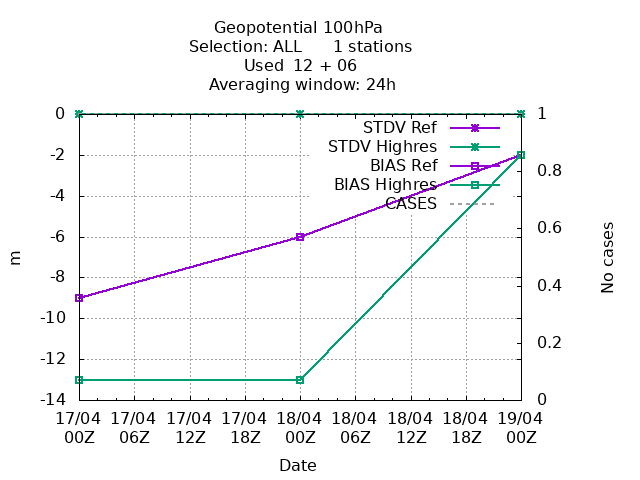 Geopotential 100hPa
Selection: ALL      1 stations
Used  12 + 06
Averaging window: 24h
0
-2
-4
-6
-8
-10
-12
-14
m
1
0.8
0.6
0.4
0.2
0
No cases
STDV Ref
STDV Highres
BIAS Ref
BIAS Highres
CASES
17/04 17/04 17/04 17/04 18/04 18/04 18/04 18/04 19/04
00Z 06Z 12Z 18Z 00Z 06Z 12Z 18Z 00Z
Date